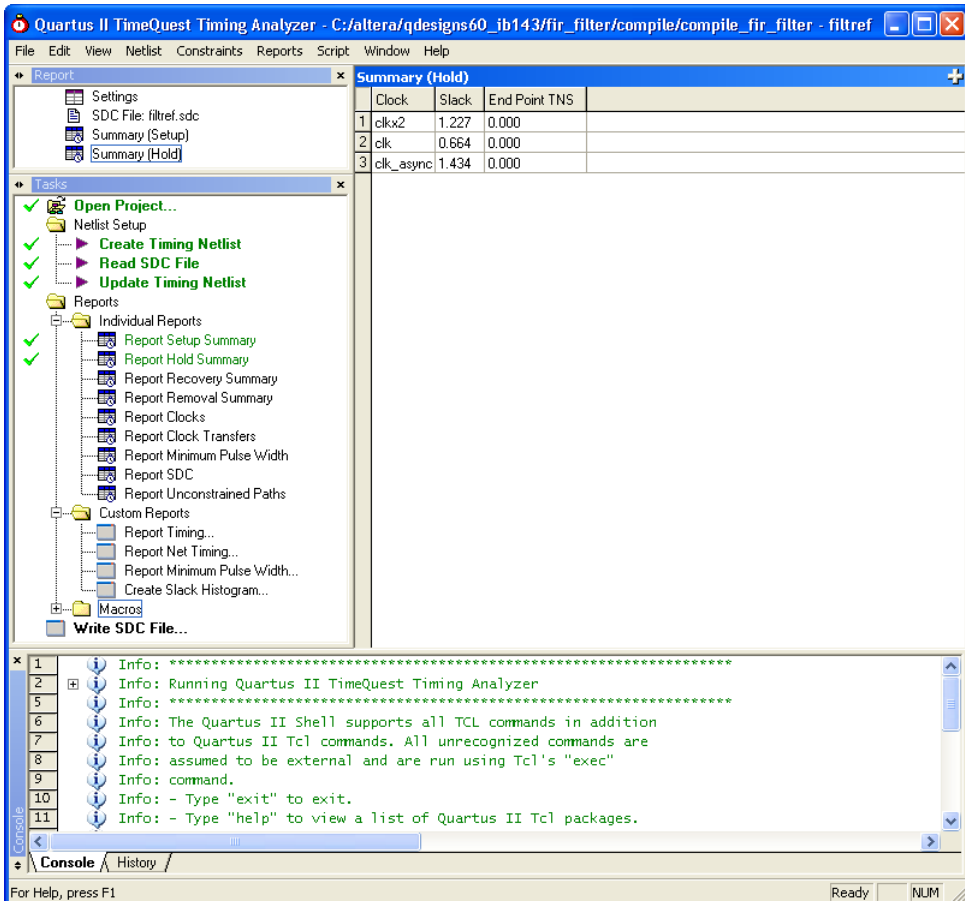 Quartus II TimeQuest Timing Analyzer - C:/altera/qdesigns60_ib143/fir_filter/compile/compile_fir_filter - filtref
File Edit View Netlist Constraints Reports Script Window Help
Report
Settings
SDC File: filtref.sdc
Summary (Setup)
Summary (Hold)
Tasks
Open Project...
Netlist Setup
Create Timing Netlist
Read SDC File
Update Timing Netlist
Reports
Individual Reports
Report Setup Summary
Report Hold Summary
Report Recovery Summary
Report Removal Summary
Report Clocks
Report Clock Transfers
Report Minimum Pulse Width
Report SDC
Report Unconstrained Paths
Custom Reports
Report Timing...
Report Net Timing...
Report Minimum Pulse Width...
Create Slack Histogram...
Macros
Write SDC File...
Summary (Hold)
Clock Slack End Point TNS
1 clkx2 1.227 0.000
2 clk 0.664 0.000
3 clk_async 1.434 0.000
1 Info: *******************************************************************
2 Info: Running Quartus II TimeQuest Timing Analyzer
5 Info: *******************************************************************
6 Info: The Quartus II Shell supports all TCL commands in addition
7 Info: to Quartus II Tcl commands. All unrecognized commands are
8 Info: assumed to be external and are run using Tcl's "exec"
9 Info: command.
10 Info: - Type "exit" to exit.
11 Info: - Type "help" to view a list of Quartus II Tcl packages.
Console
Console History
For Help, press F1 Ready NUM